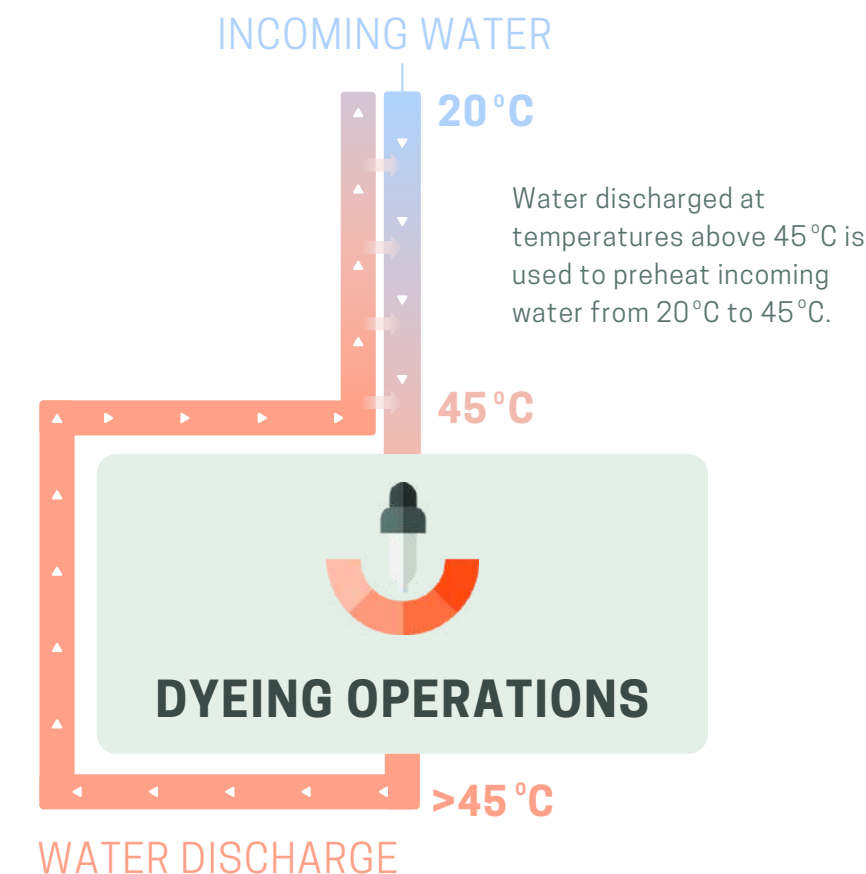 INCOMING WATER
20°C
Water discharged at
temperatures above 45°C is
used to preheat incoming
water from 20°C to 45°C.
45°C
DYEING OPERATIONS
>45°C
WATER DISCHARGE